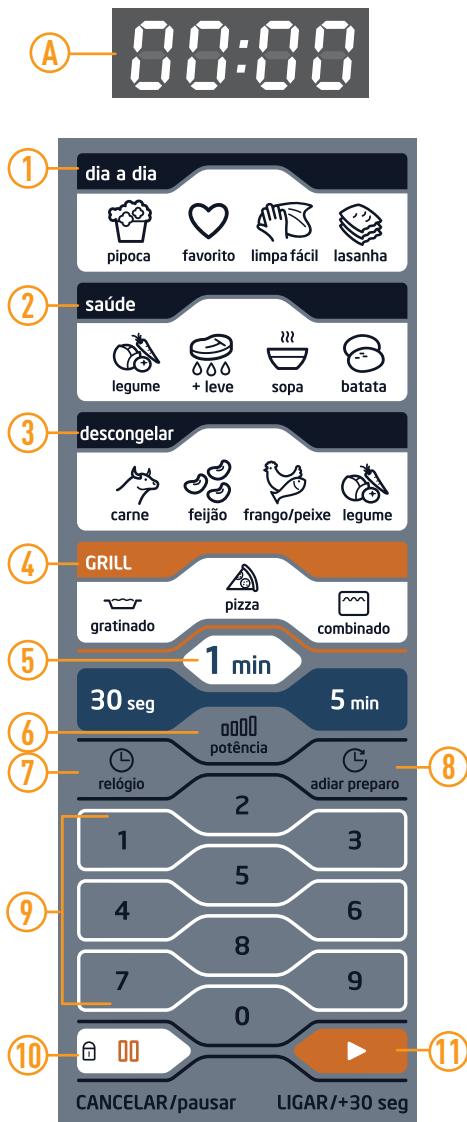 A
00:00
1
dia a dia
pipoca favorito limpa fácil lasanha
2
saúde
legume + leve sopa batata
3
descongelar
carne feijão frango/peixe legume
4
GRILL
gratinado pizza combinado
5
1 min
30 seg 5 min
6
potência
7
relógio
8
adiar preparo
9
1 2 3
4 5 6
7 8 9
0
10
11
CANCELAR/pausar LIGAR/+30 seg